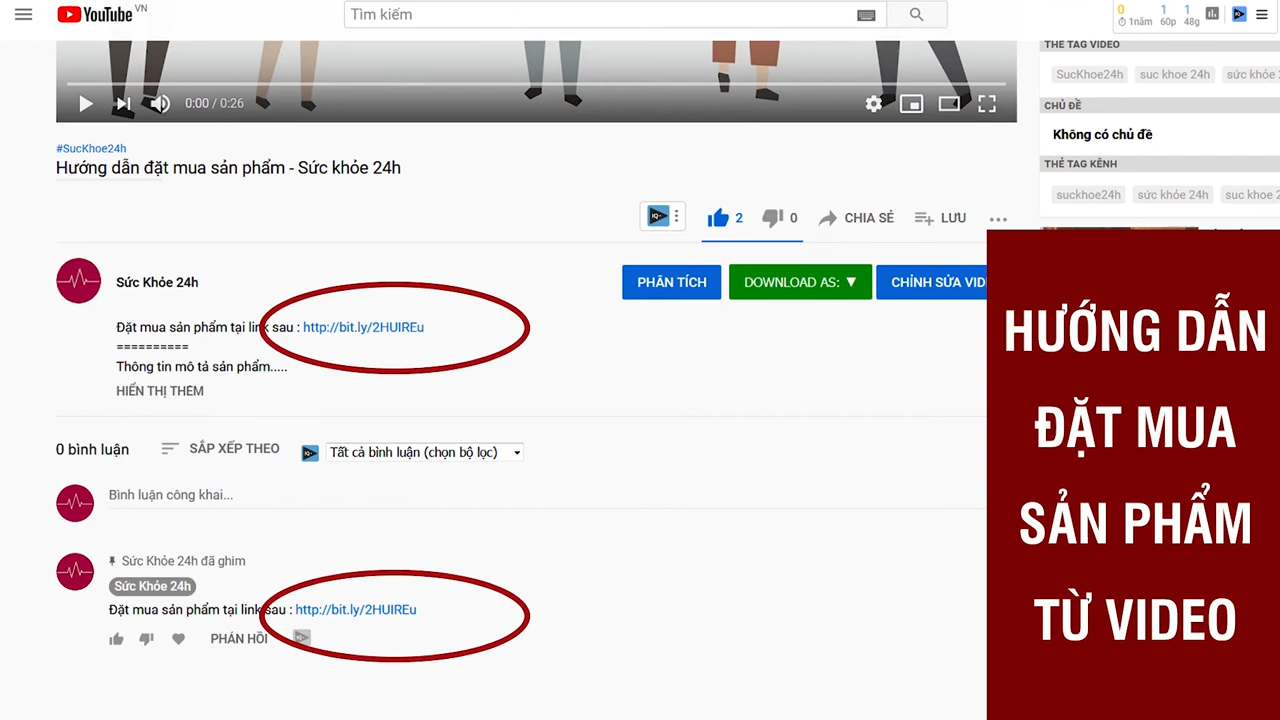 YouTube VN
Tìm kiếm
0 1 1
1năm 60p 48g
THẺ TAG VIDEO
SucKhoe24h suc khoe 24h sức khỏe
CHỦ ĐỀ
Không có chủ đề
THẺ TAG KÊNH
suckhoe24h sức khỏe 24h suc khoe 2
0:00 / 0:26
#SucKhoe24h
Hướng dẫn đặt mua sản phẩm - Sức khỏe 24h
IQ 2 0 CHIA SẺ LƯU
Sức Khỏe 24h
PHÂN TÍCH DOWNLOAD AS: ▼ CHỈNH SỬA VID
Đặt mua sản phẩm tại link sau : http://bit.ly/2HUIREu
==========
Thông tin mô tả sản phẩm.....
HIỂN THỊ THÊM
0 bình luận SẮP XẾP THEO Tất cả bình luận (chọn bộ lọc)
Bình luận công khai...
Sức Khỏe 24h đã ghim
Sức Khỏe 24h
Đặt mua sản phẩm tại link sau : http://bit.ly/2HUIREu
PHẢN HỒI
HƯỚNG DẪN
ĐẶT MUA
SẢN PHẨM
TỪ VIDEO